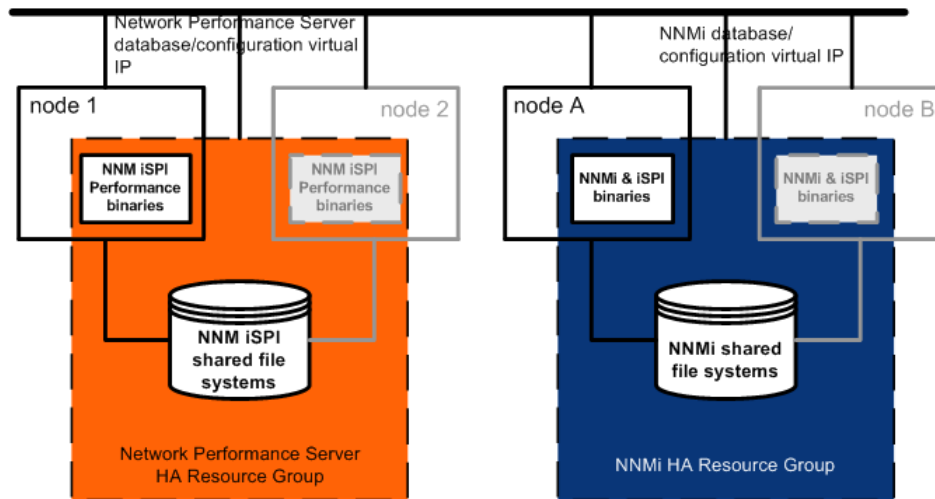 Network Performance Server
database/configuration virtual
IP
NNMi database/
configuration virtual IP
node 1
node 2
node A
node B
NNM iSPI
Performance
binaries
NNM iSPI
Performance
binaries
NNMi & iSPI
binaries
NNMi & iSPI
binaries
NNM iSPI
shared file
systems
NNMi shared
file systems
Network Performance Server
HA Resource Group
NNMi HA Resource Group